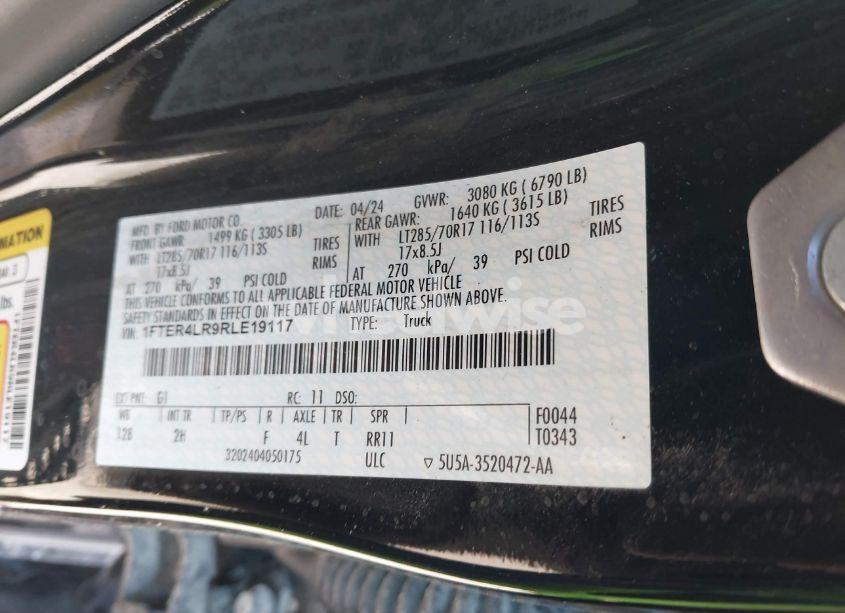 MFD. BY FORD MOTOR CO.
DATE: 04/24
GVWR: 3080 KG ( 6790 LB)
FRONT GAWR: 1499 KG ( 3305 LB)
WITH LT285/70R17 116/113S TIRES
17x8.5J RIMS
AT 270 kPa/ 39 PSI COLD
REAR GAWR: 1640 KG ( 3615 LB)
WITH LT285/70R17 116/113S TIRES
17x8.5J RIMS
AT 270 kPa/ 39 PSI COLD
THIS VEHICLE CONFORMS TO ALL APPLICABLE FEDERAL MOTOR VEHICLE
SAFETY STANDARDS IN EFFECT ON THE DATE OF MANUFACTURE SHOWN ABOVE.
VIN: 1FTER4LR9RLE19117 TYPE: Truck
EXT PNT: G1 RC: 11 DSO:
WB INT TR TP/PS R AXLE TR SPR F0044
128 2H F 4L T RR11 T0343
3202404050175 ULC ▽ 5U5A-3520472-AA
MATION
lbs.